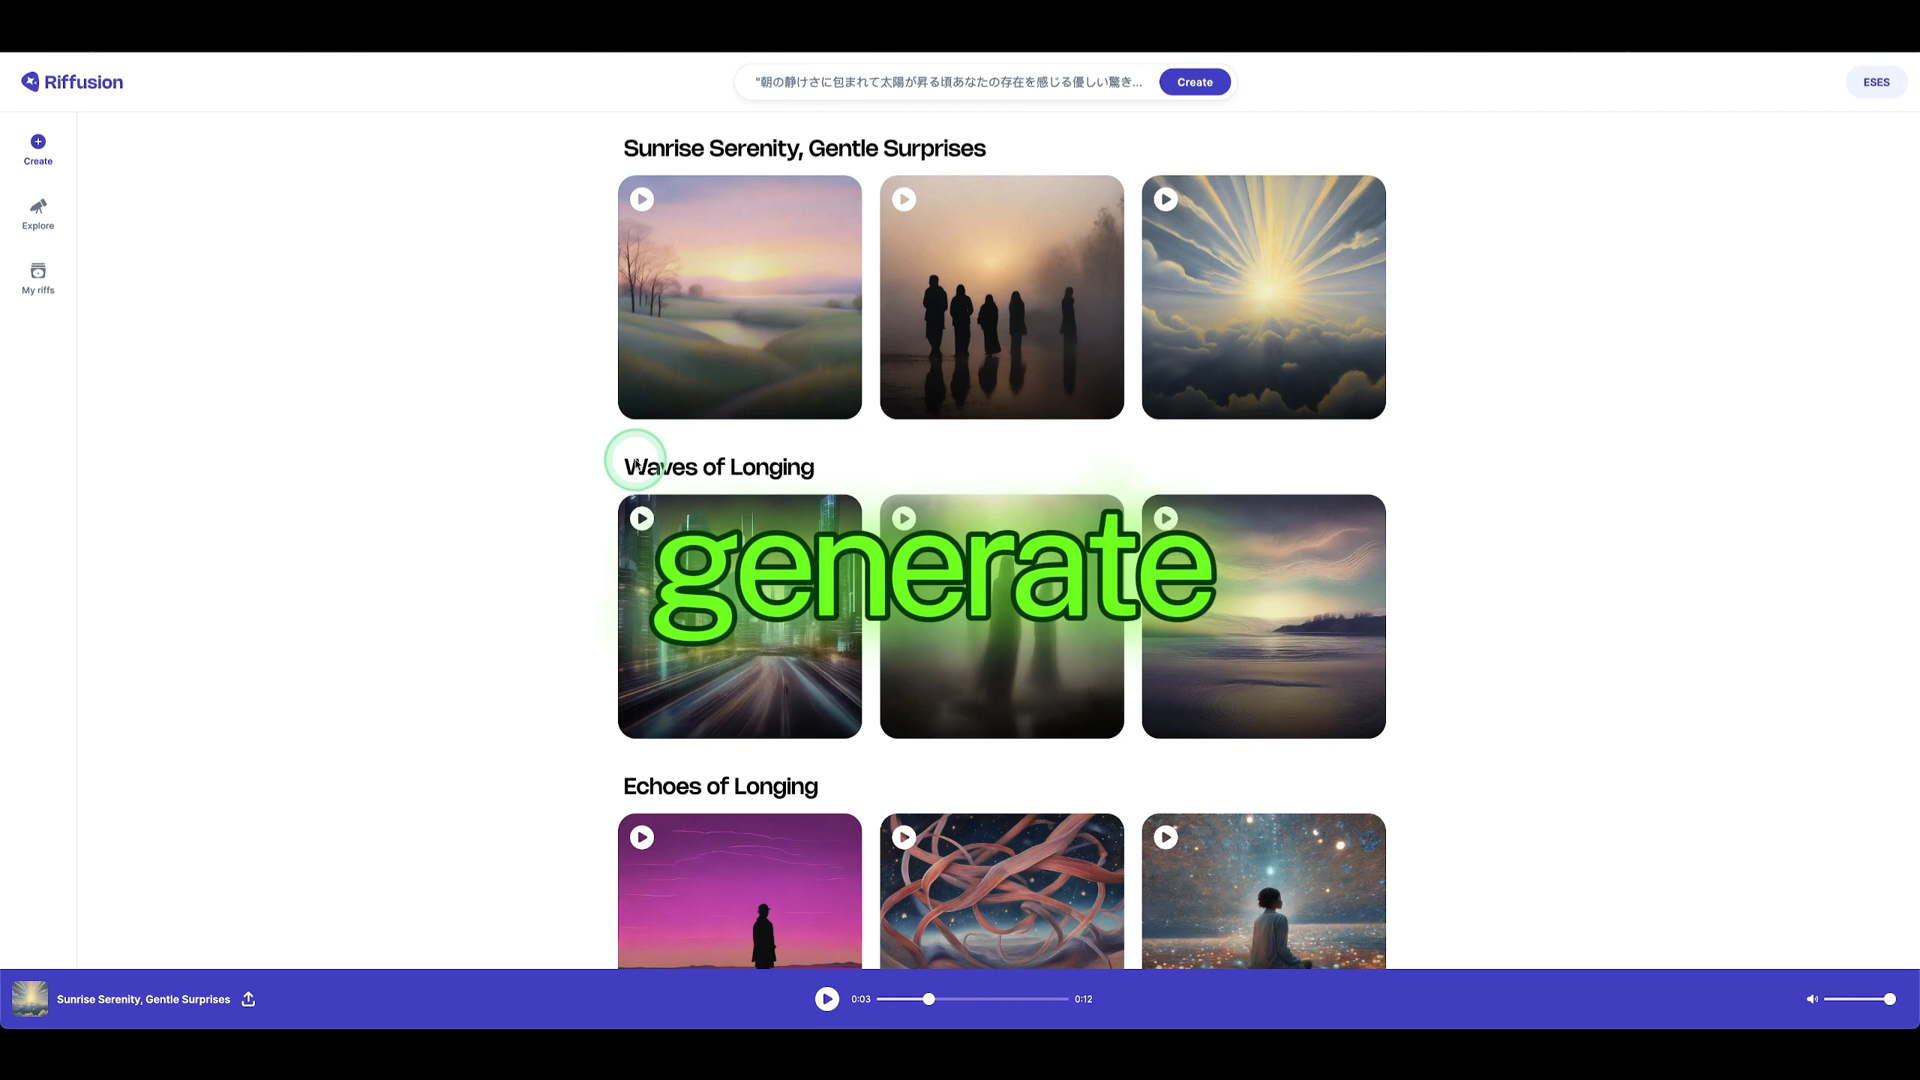 Riffusion
"朝の静けさに包まれて太陽が昇る頃あなたの存在を感じる優しい驚き...
Create
ESES
Create
Explore
My riffs
Sunrise Serenity, Gentle Surprises
Waves of Longing
generate
Echoes of Longing
Sunrise Serenity, Gentle Surprises
0:03
0:12